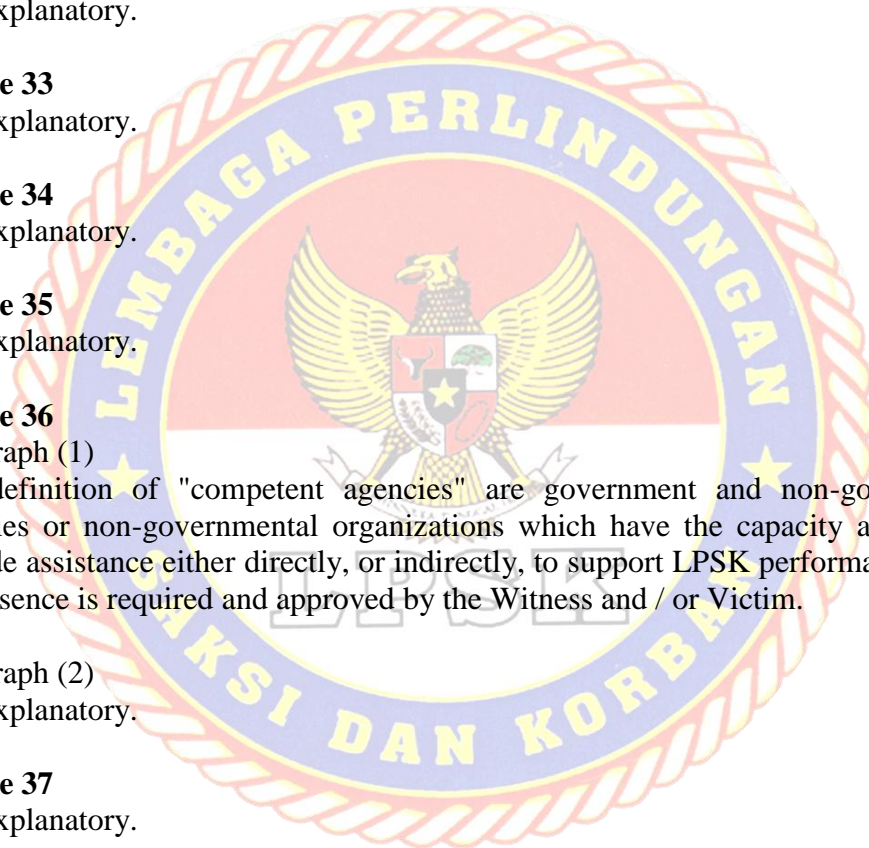 xplanatory.
e 33
xplanatory.
e 34
xplanatory.
e 35
xplanatory.
e 36
raph (1)
definition of "competent agencies" are government and non-go
ies or non-governmental organizations which have the capacity a
de assistance either directly, or indirectly, to support LPSK performa
sence is required and approved by the Witness and / or Victim.
raph (2)
xplanatory.
e 37
xplanatory.
LEMBAGA PERLINDUNGAN
SAKSI DAN KORBAN
LPSK